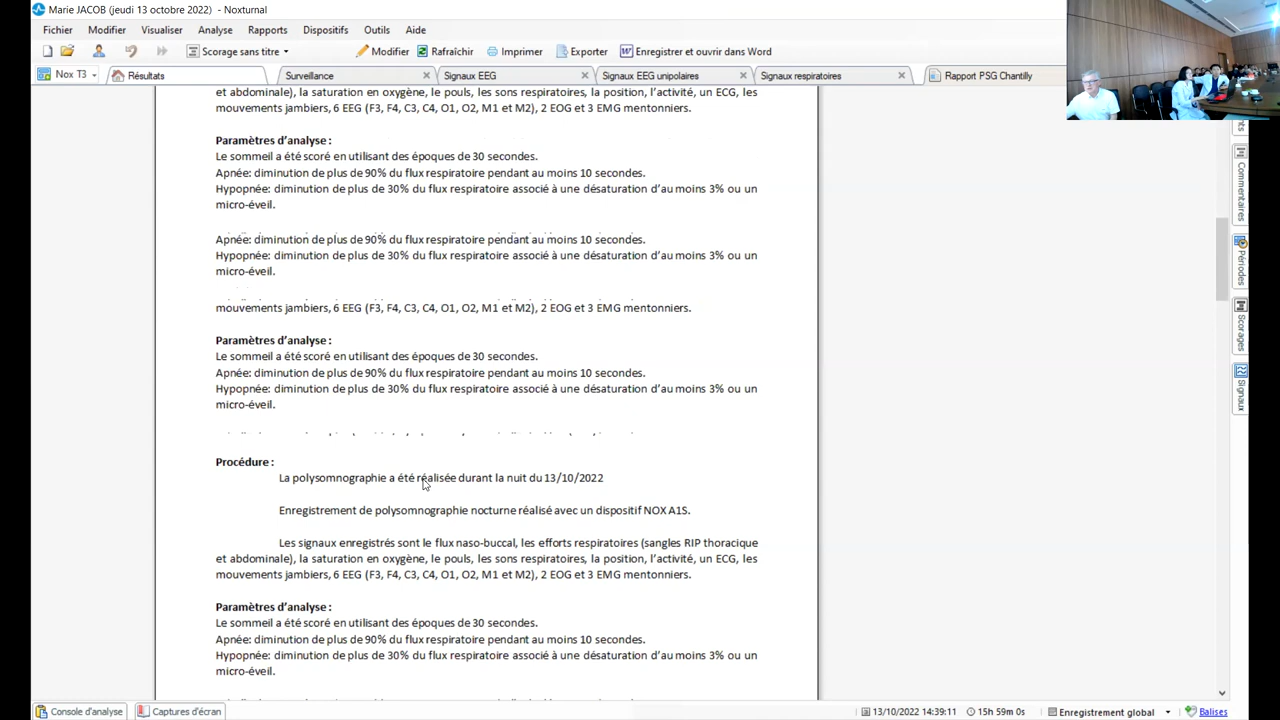 Marie JACOB (jeudi 13 octobre 2022) - Noxturnal
Fichier Modifier Visualiser Analyse Rapports Dispositifs Outils Aide
Scorage sans titre Modifier Rafraîchir Imprimer Exporter Enregistrer et ouvrir dans Word
Nox T3 Résultats Surveillance Signaux EEG Signaux EEG unipolaires Signaux respiratoires Rapport PSG Chantilly
et abdominale), la saturation en oxygène, le pouls, les sons respiratoires, la position, l'activité, un ECG, les
mouvements jambiers, 6 EEG (F3, F4, C3, C4, O1, O2, M1 et M2), 2 EOG et 3 EMG mentonniers.
Paramètres d'analyse :
Le sommeil a été scoré en utilisant des époques de 30 secondes.
Apnée: diminution de plus de 90% du flux respiratoire pendant au moins 10 secondes.
Hypopnée: diminution de plus de 30% du flux respiratoire associé à une désaturation d'au moins 3% ou un
micro-éveil.
Apnée: diminution de plus de 90% du flux respiratoire pendant au moins 10 secondes.
Hypopnée: diminution de plus de 30% du flux respiratoire associé à une désaturation d'au moins 3% ou un
micro-éveil.
mouvements jambiers, 6 EEG (F3, F4, C3, C4, O1, O2, M1 et M2), 2 EOG et 3 EMG mentonniers.
Paramètres d'analyse :
Le sommeil a été scoré en utilisant des époques de 30 secondes.
Apnée: diminution de plus de 90% du flux respiratoire pendant au moins 10 secondes.
Hypopnée: diminution de plus de 30% du flux respiratoire associé à une désaturation d'au moins 3% ou un
micro-éveil.
Procédure :
La polysomnographie a été réalisée durant la nuit du 13/10/2022
Enregistrement de polysomnographie nocturne réalisé avec un dispositif NOX A1S.
Les signaux enregistrés sont le flux naso-buccal, les efforts respiratoires (sangles RIP thoracique
et abdominale), la saturation en oxygène, le pouls, les sons respiratoires, la position, l'activité, un ECG, les
mouvements jambiers, 6 EEG (F3, F4, C3, C4, O1, O2, M1 et M2), 2 EOG et 3 EMG mentonniers.
Paramètres d'analyse :
Le sommeil a été scoré en utilisant des époques de 30 secondes.
Apnée: diminution de plus de 90% du flux respiratoire pendant au moins 10 secondes.
Hypopnée: diminution de plus de 30% du flux respiratoire associé à une désaturation d'au moins 3% ou un
micro-éveil.
Commentaires
Périodes
Scorages
Signaux
Console d'analyse Captures d'écran 13/10/2022 14:39:11 15h 59m 0s Enregistrement global Balises